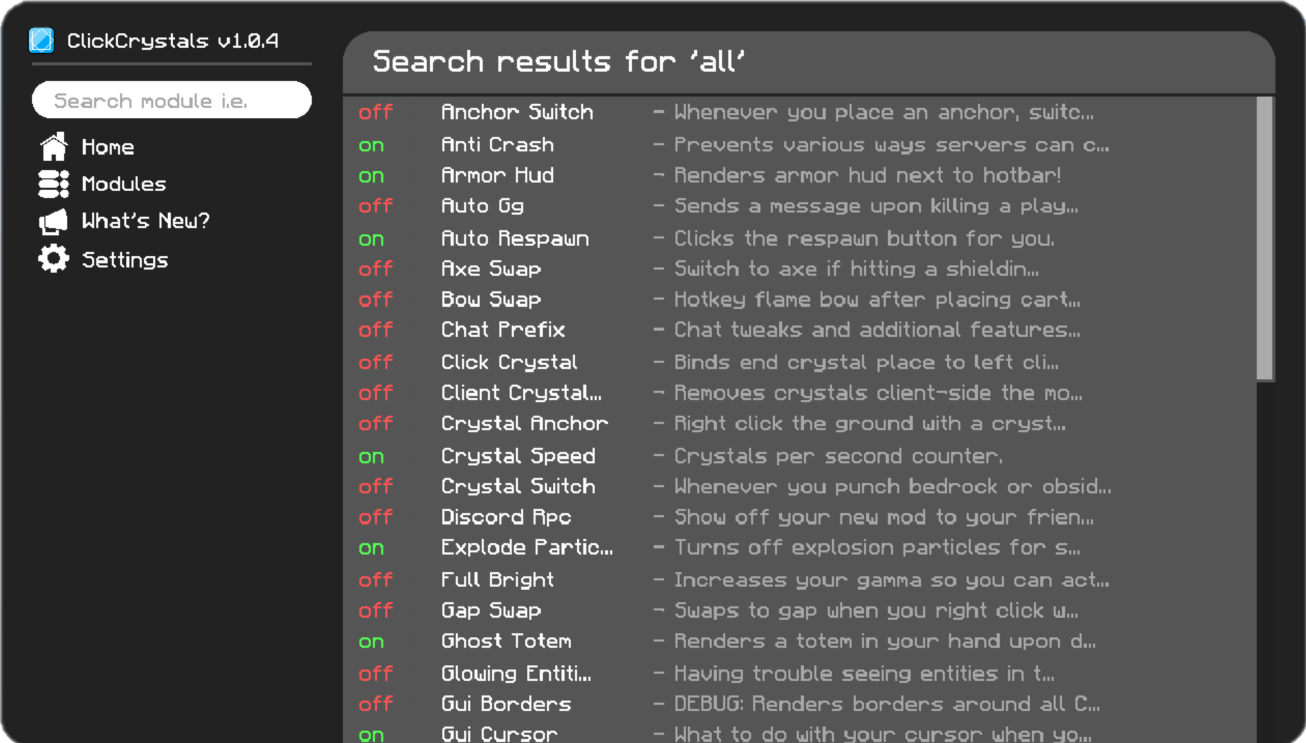 ClickCrystals v1.0.4
Search module i.e.
Home
Modules
What's New?
Settings
Search results for 'all'
off Anchor Switch - Whenever you place an anchor, switc...
on Anti Crash - Prevents various ways servers can c...
on Armor Hud - Renders armor hud next to hotbar!
off Auto Gg - Sends a message upon killing a play...
on Auto Respawn - Clicks the respawn button for you.
off Axe Swap - Switch to axe if hitting a shieldin...
off Bow Swap - Hotkey flame bow after placing cart...
off Chat Prefix - Chat tweaks and additional features...
off Click Crystal - Binds end crystal place to left cli...
off Client Crystal... - Removes crystals client-side the mo...
off Crystal Anchor - Right click the ground with a cryst...
on Crystal Speed - Crystals per second counter.
off Crystal Switch - Whenever you punch bedrock or obsid...
off Discord Rpc - Show off your new mod to your frien...
on Explode Partic... - Turns off explosion particles for s...
off Full Bright - Increases your gamma so you can act...
off Gap Swap - Swaps to gap when you right click w...
on Ghost Totem - Renders a totem in your hand upon d...
off Glowing Entiti... - Having trouble seeing entities in t...
off Gui Borders - DEBUG: Renders borders around all C...
on Gui Cursor - What to do with your cursor when yo...